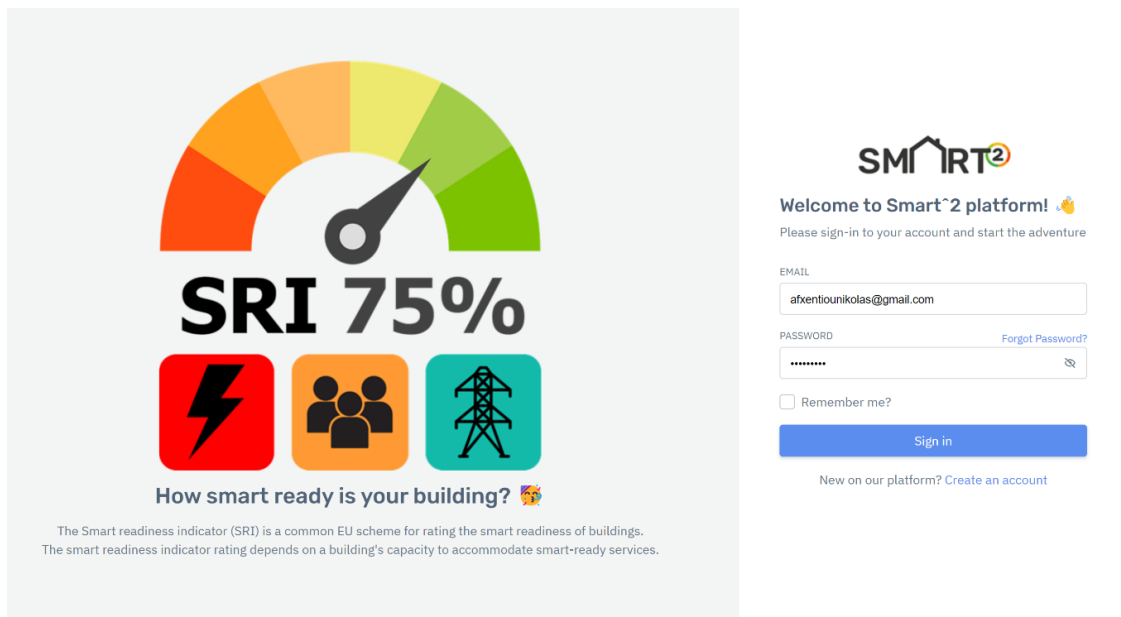 SRI 75%
How smart ready is your building?
The Smart readiness indicator (SRI) is a common EU scheme for rating the smart readiness of buildings.
The smart readiness indicator rating depends on a building's capacity to accommodate smart-ready services.
SMART2
Welcome to Smart^2 platform!
Please sign-in to your account and start the adventure
EMAIL
afxentiounikolas@gmail.com
PASSWORD Forgot Password?
•••••••••
Remember me?
Sign in
New on our platform? Create an account